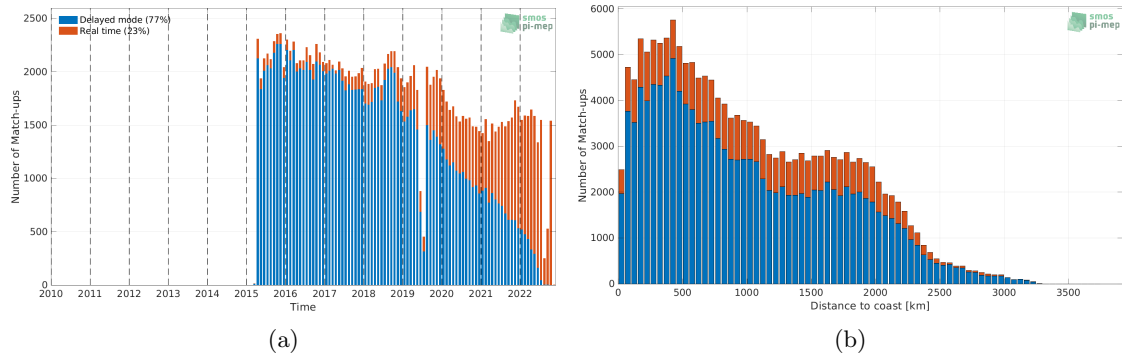 Delayed mode (77%)
Real time (23%)
smos
pi-mep
Number of Match-ups
2500
2000
1500
1000
500
0
2010 2011 2012 2013 2014 2015 2016 2017 2018 2019 2020 2021 2022
Time
(a)
smos
pi-mep
Number of Match-ups
6000
5000
4000
3000
2000
1000
0
0 500 1000 1500 2000 2500 3000 3500
Distance to coast [km]
(b)